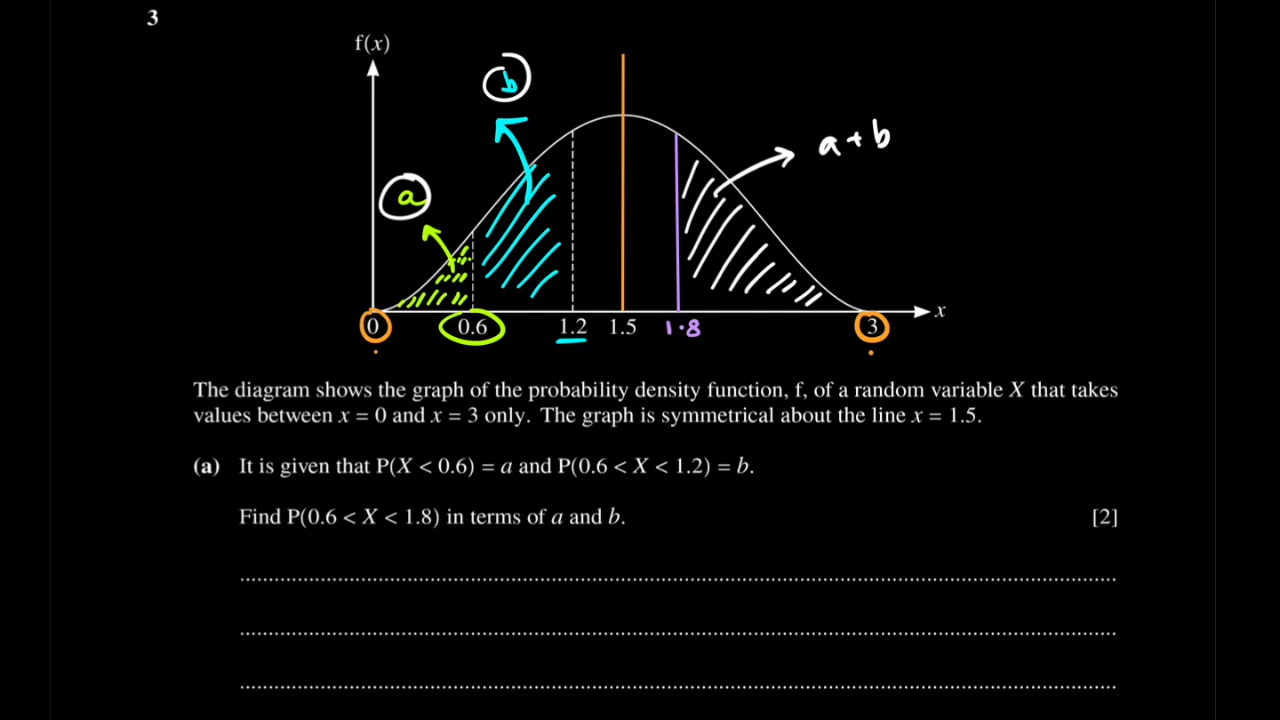 3
f(x)
b
a + b
a
0 0.6 1.2 1.5 1.8 3 x
The diagram shows the graph of the probability density function, f, of a random variable X that takes
values between x = 0 and x = 3 only. The graph is symmetrical about the line x = 1.5.
(a) It is given that P(X < 0.6) = a and P(0.6 < X < 1.2) = b.
Find P(0.6 < X < 1.8) in terms of a and b. [2]